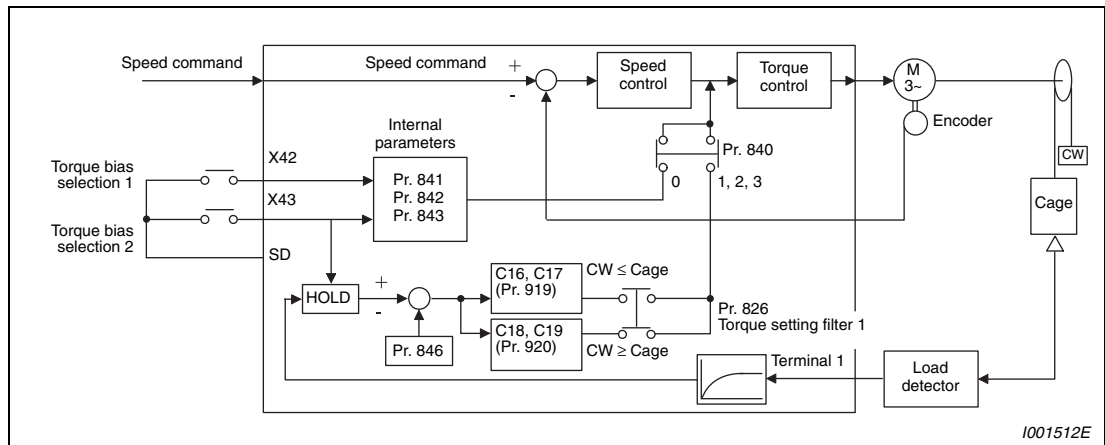 Speed command
Speed command
+
-
Speed
control
Torque
control
M
3~
Encoder
CW
Cage
Internal
parameters
Pr. 841
Pr. 842
Pr. 843
Pr. 840
0
1, 2, 3
Torque bias
selection 1
X42
X43
Torque bias
selection 2
SD
HOLD
+
-
Pr. 846
C16, C17
(Pr. 919)
CW ≤ Cage
C18, C19
(Pr. 920)
CW ≥ Cage
Pr. 826
Torque setting filter 1
Terminal 1
Load
detector
I001512E